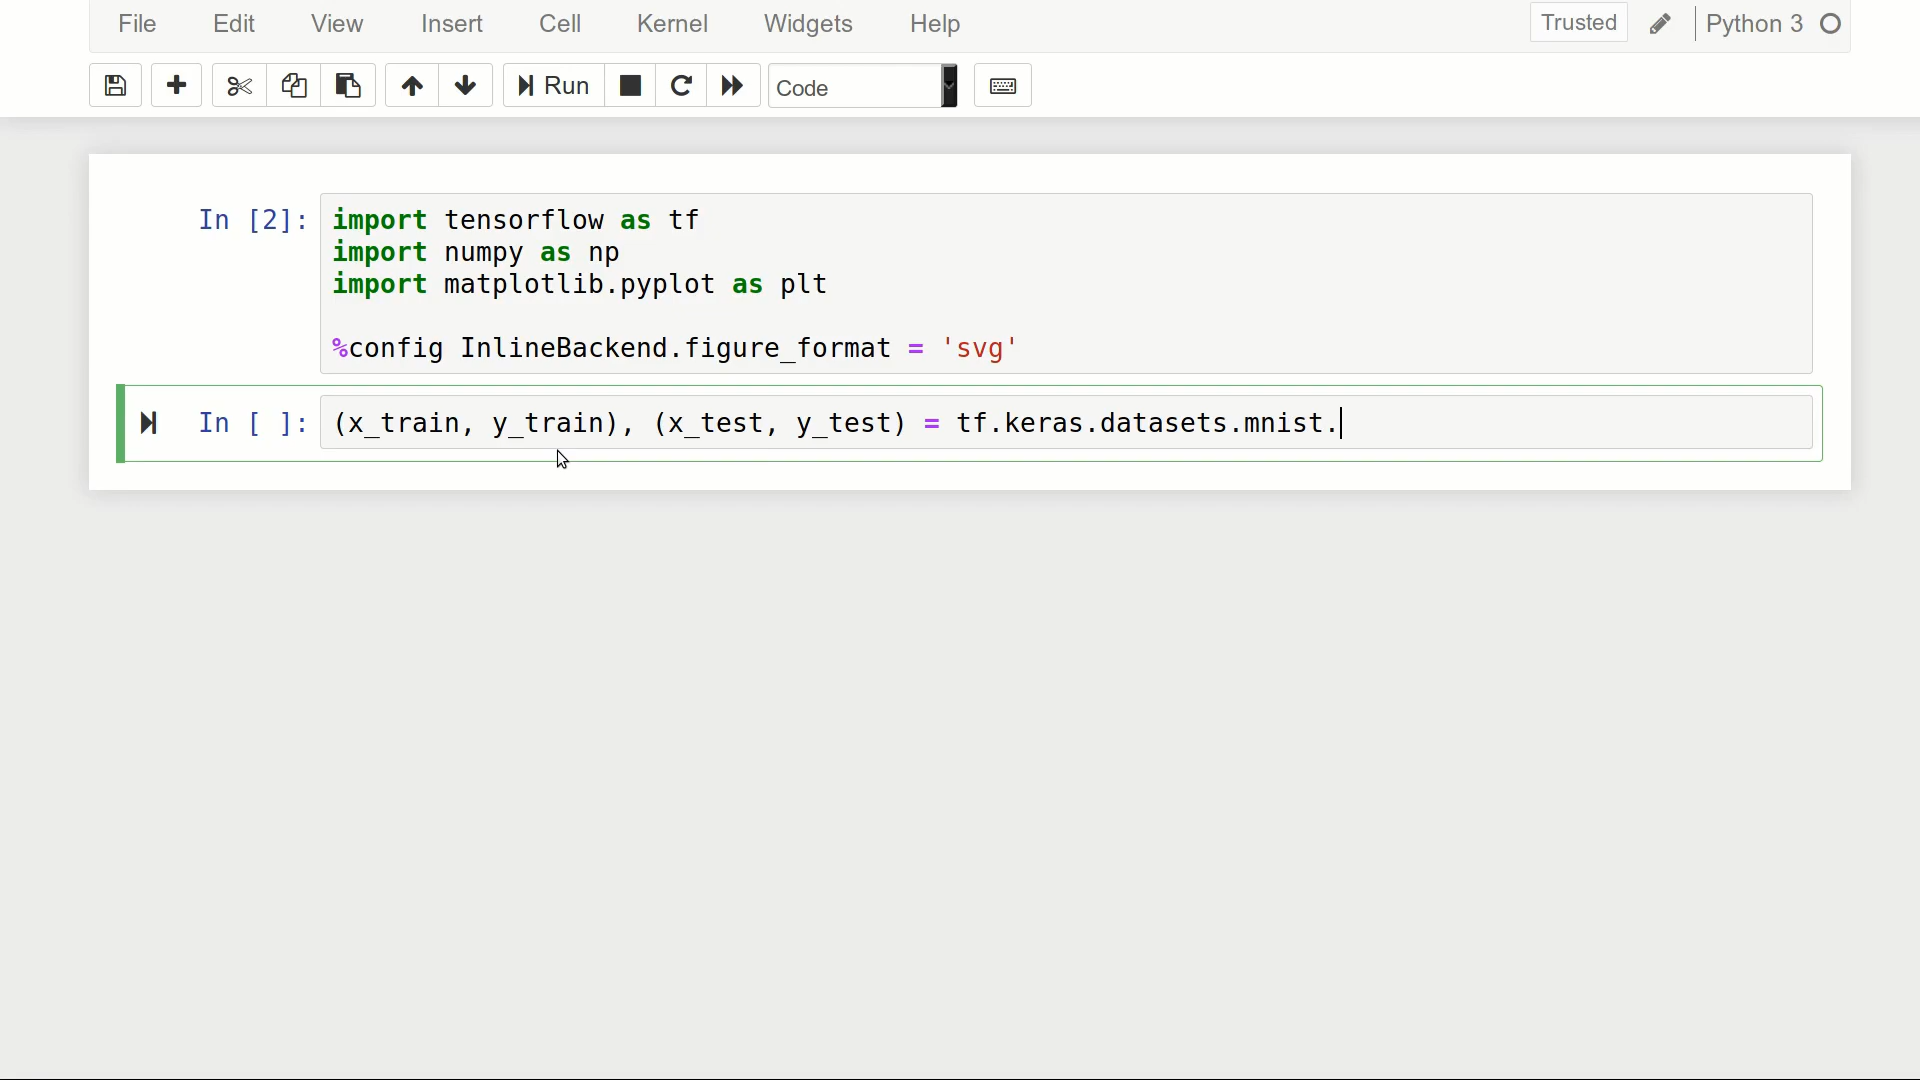 File Edit View Insert Cell Kernel Widgets Help Trusted Python 3
Run Code
In [2]: import tensorflow as tf
import numpy as np
import matplotlib.pyplot as plt
%config InlineBackend.figure_format = 'svg'
In [ ]: (x_train, y_train), (x_test, y_test) = tf.keras.datasets.mnist.